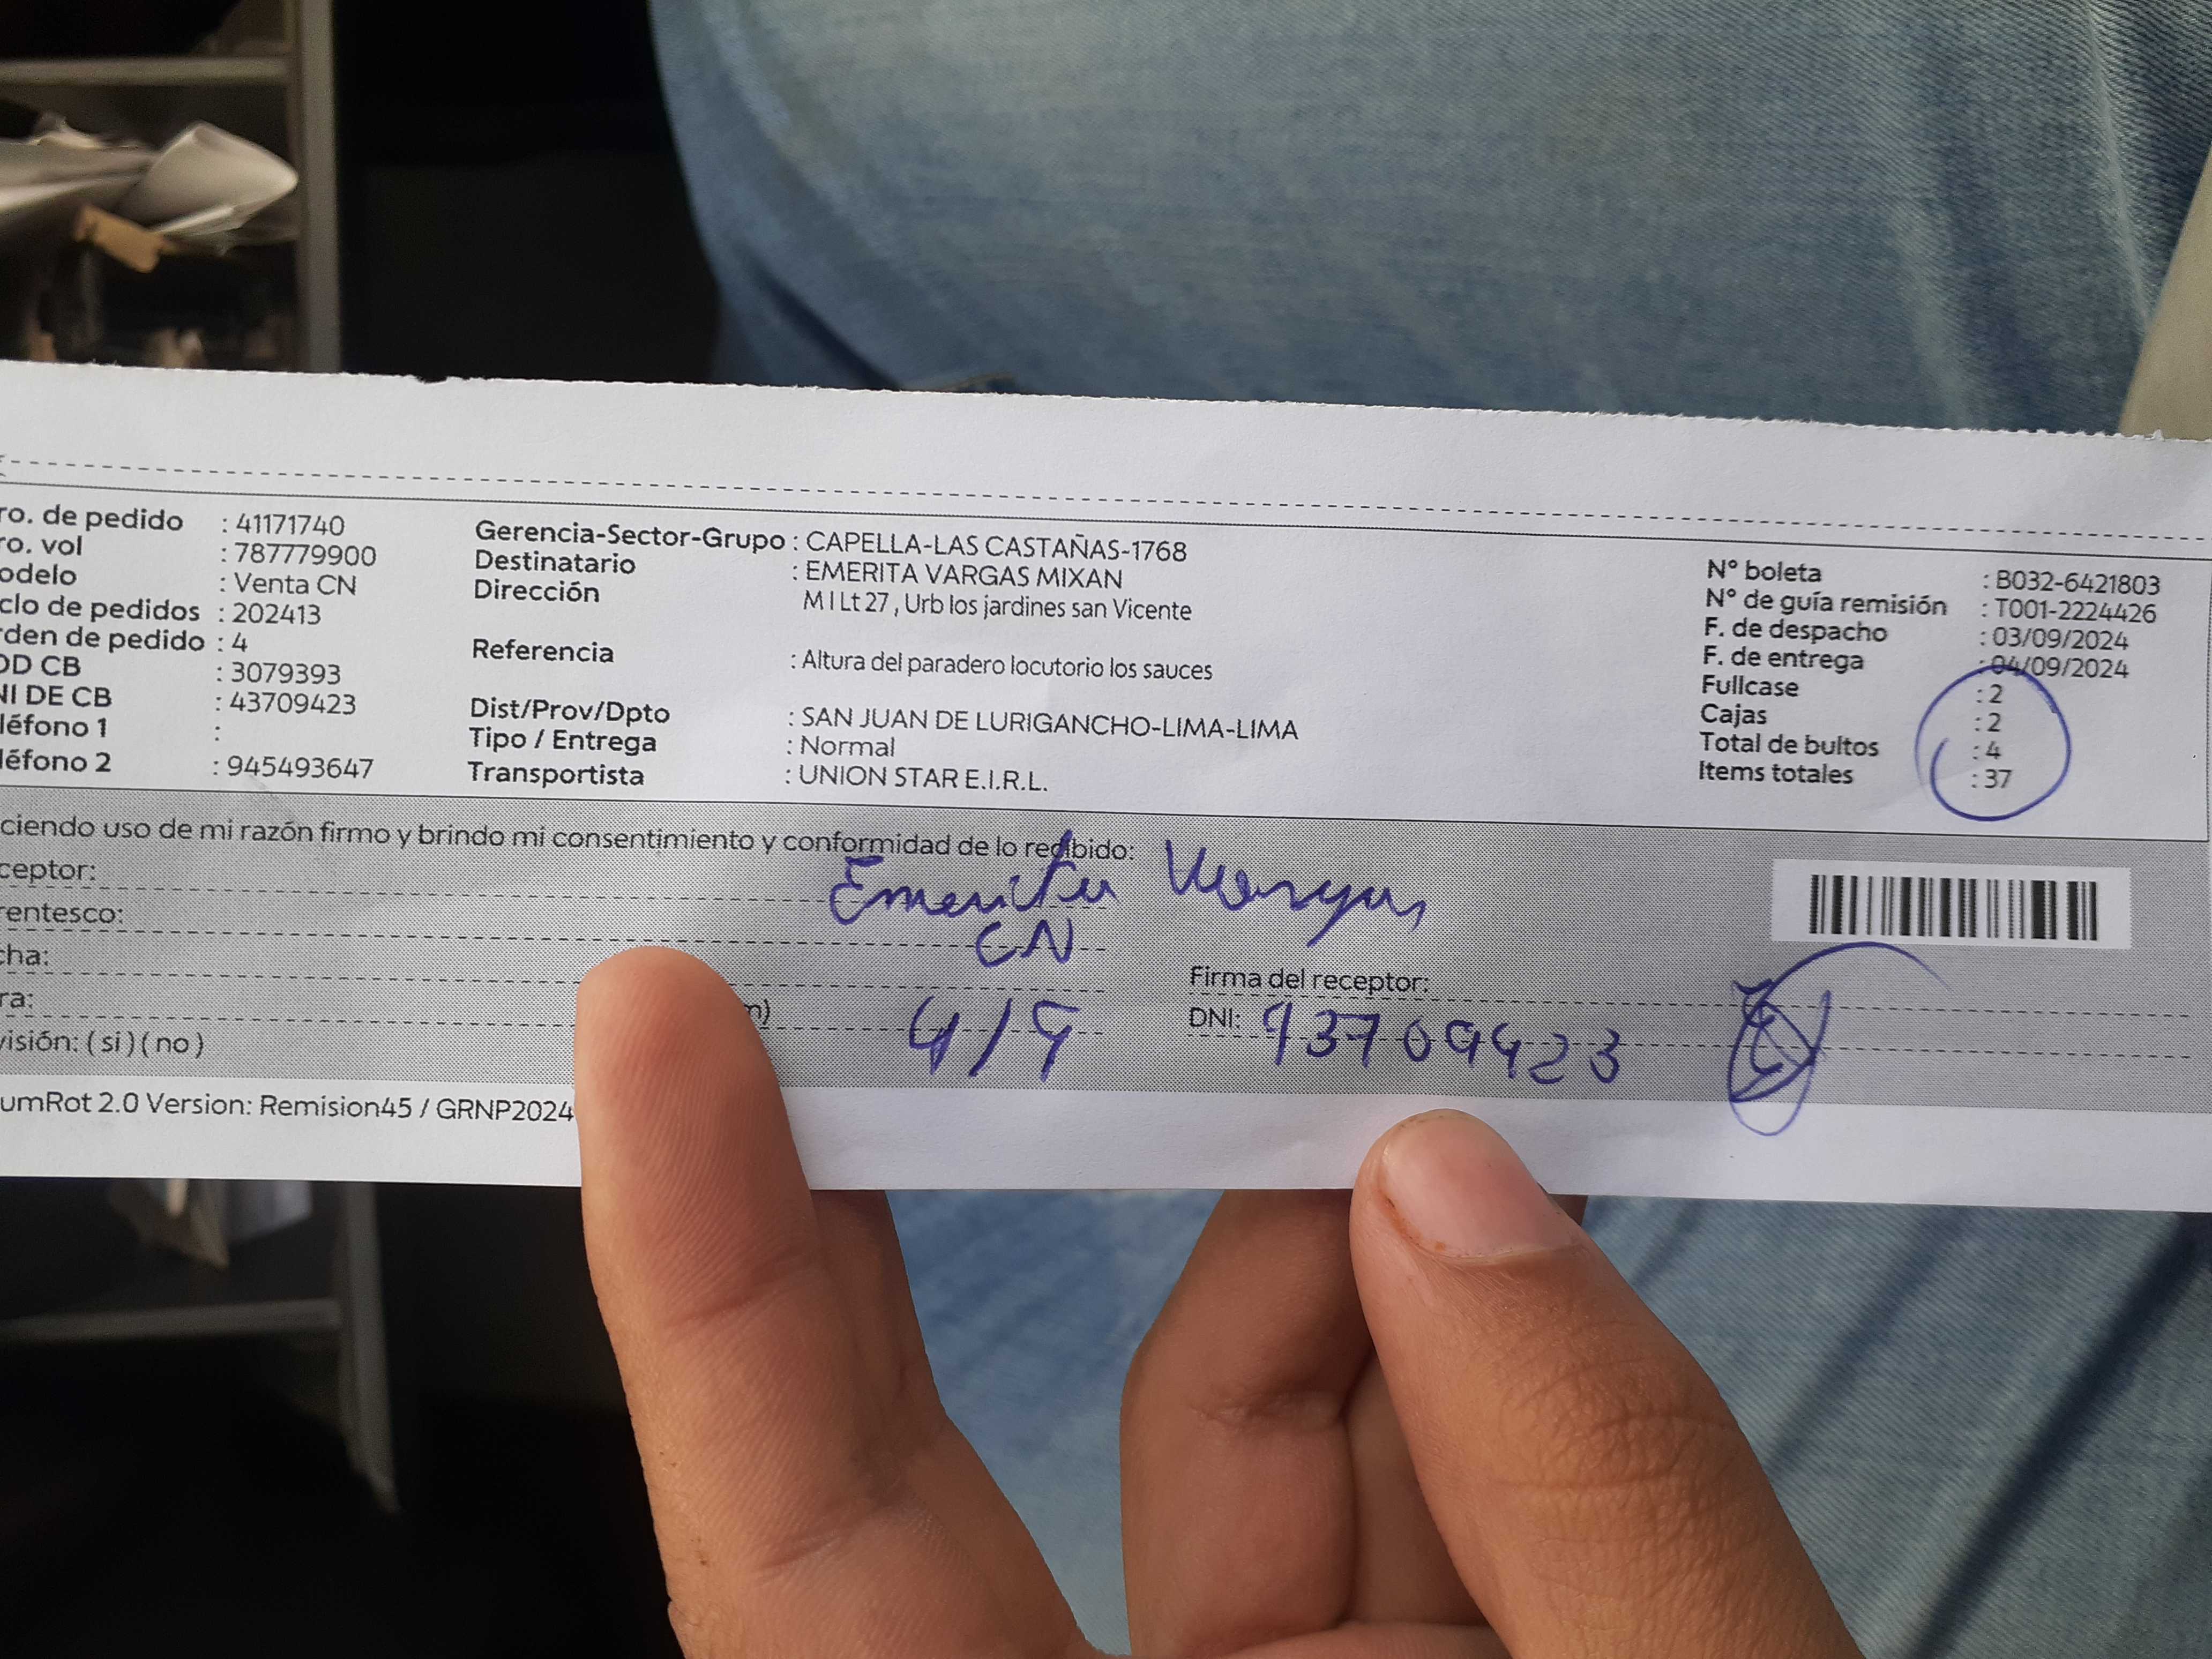 ro. de pedido : 41171740
ro. vol : 787779900
odelo : Venta CN
clo de pedidos : 202413
rden de pedido : 4
OD CB : 3079393
NI DE CB : 43709423
léfono 1 :
léfono 2 : 945493647
Gerencia-Sector-Grupo : CAPELLA-LAS CASTAÑAS-1768
Destinatario : EMERITA VARGAS MIXAN
Dirección M I Lt 27 , Urb los jardines san Vicente
Referencia : Altura del paradero locutorio los sauces
Dist/Prov/Dpto : SAN JUAN DE LURIGANCHO-LIMA-LIMA
Tipo / Entrega : Normal
Transportista : UNION STAR E.I.R.L.
N° boleta : B032-6421803
N° de guía remisión : T001-2224426
F. de despacho : 03/09/2024
F. de entrega : 04/09/2024
Fullcase : 2
Cajas : 2
Total de bultos : 4
Items totales : 37
ciendo uso de mi razón firmo y brindo mi consentimiento y conformidad de lo recibido:
ceptor: Emerita Vargas
rentesco: CN
cha:
ra: m) 4/9
visión: ( si ) ( no )
Firma del receptor:
DNI: 43709423
umRot 2.0 Version: Remision45 / GRNP2024